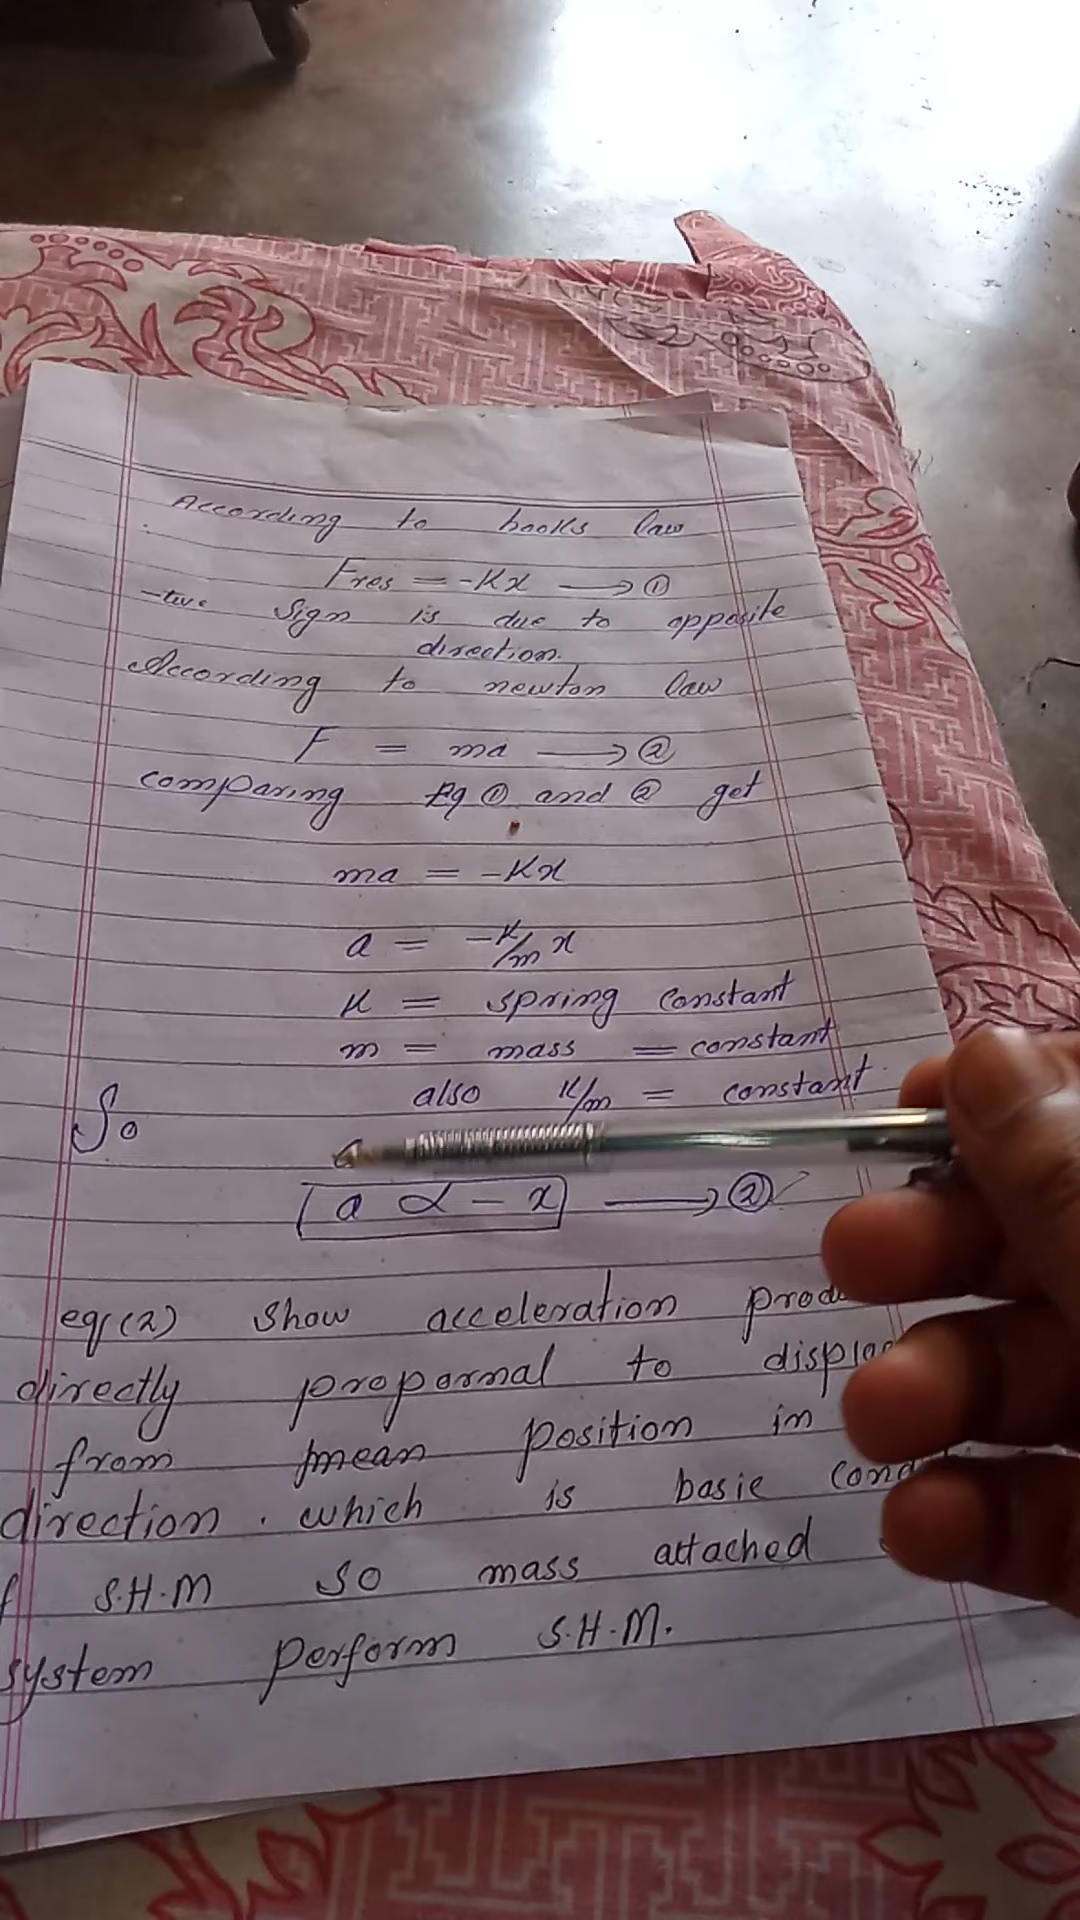 According to hooks law
Fres = -Kx → ①
-tive sign is due to opposite
direction.
According to newton law
F = ma → ②
comparing Eq ① and ② get
ma = -Kx
a = -K/m x
K = spring constant
m = mass = constant
also K/m = constant.
So
a ∝ - x → ②
eq(2) show acceleration
directly propormal to
from mean position in
direction. which is basic
S.H.M so mass attached
system perform S.H.M.